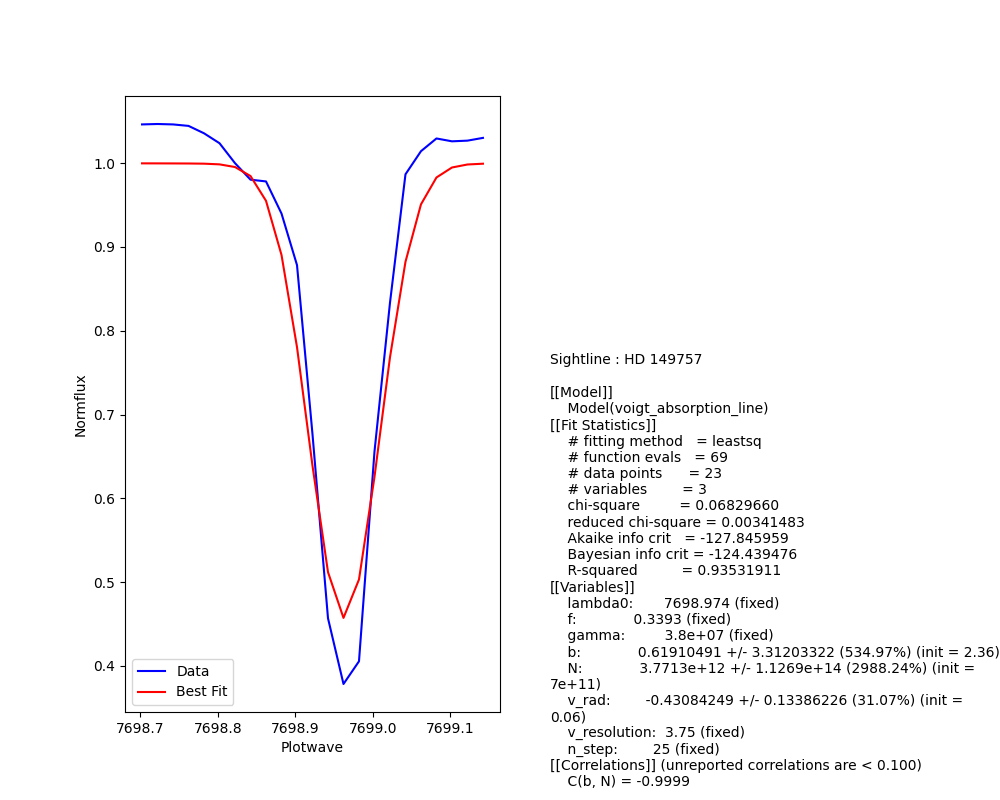 1.0
0.9
0.8
0.7
0.6
0.5
0.4
Normflux
Data
Best Fit
7698.7 7698.8 7698.9 7699.0 7699.1
Plotwave
Sightline : HD 149757
[[Model]]
Model(voigt_absorption_line)
[[Fit Statistics]]
# fitting method = leastsq
# function evals = 69
# data points = 23
# variables = 3
chi-square = 0.06829660
reduced chi-square = 0.00341483
Akaike info crit = -127.845959
Bayesian info crit = -124.439476
R-squared = 0.93531911
[[Variables]]
lambda0: 7698.974 (fixed)
f: 0.3393 (fixed)
gamma: 3.8e+07 (fixed)
b: 0.61910491 +/- 3.31203322 (534.97%) (init = 2.36)
N: 3.7713e+12 +/- 1.1269e+14 (2988.24%) (init =
7e+11)
v_rad: -0.43084249 +/- 0.13386226 (31.07%) (init =
0.06)
v_resolution: 3.75 (fixed)
n_step: 25 (fixed)
[[Correlations]] (unreported correlations are < 0.100)
C(b, N) = -0.9999